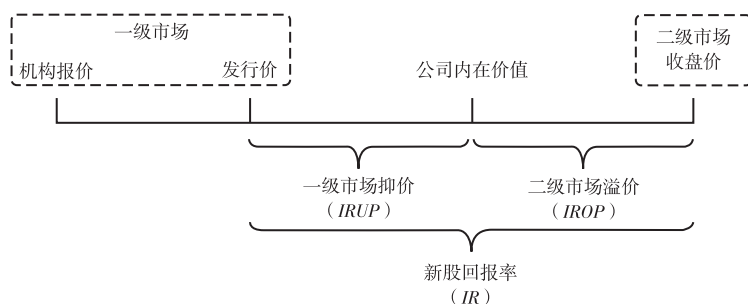 一级市场
机构报价
发行价
公司内在价值
二级市场
收盘价
一级市场抑价
（IRUP）
二级市场溢价
（IROP）
新股回报率
（IR）